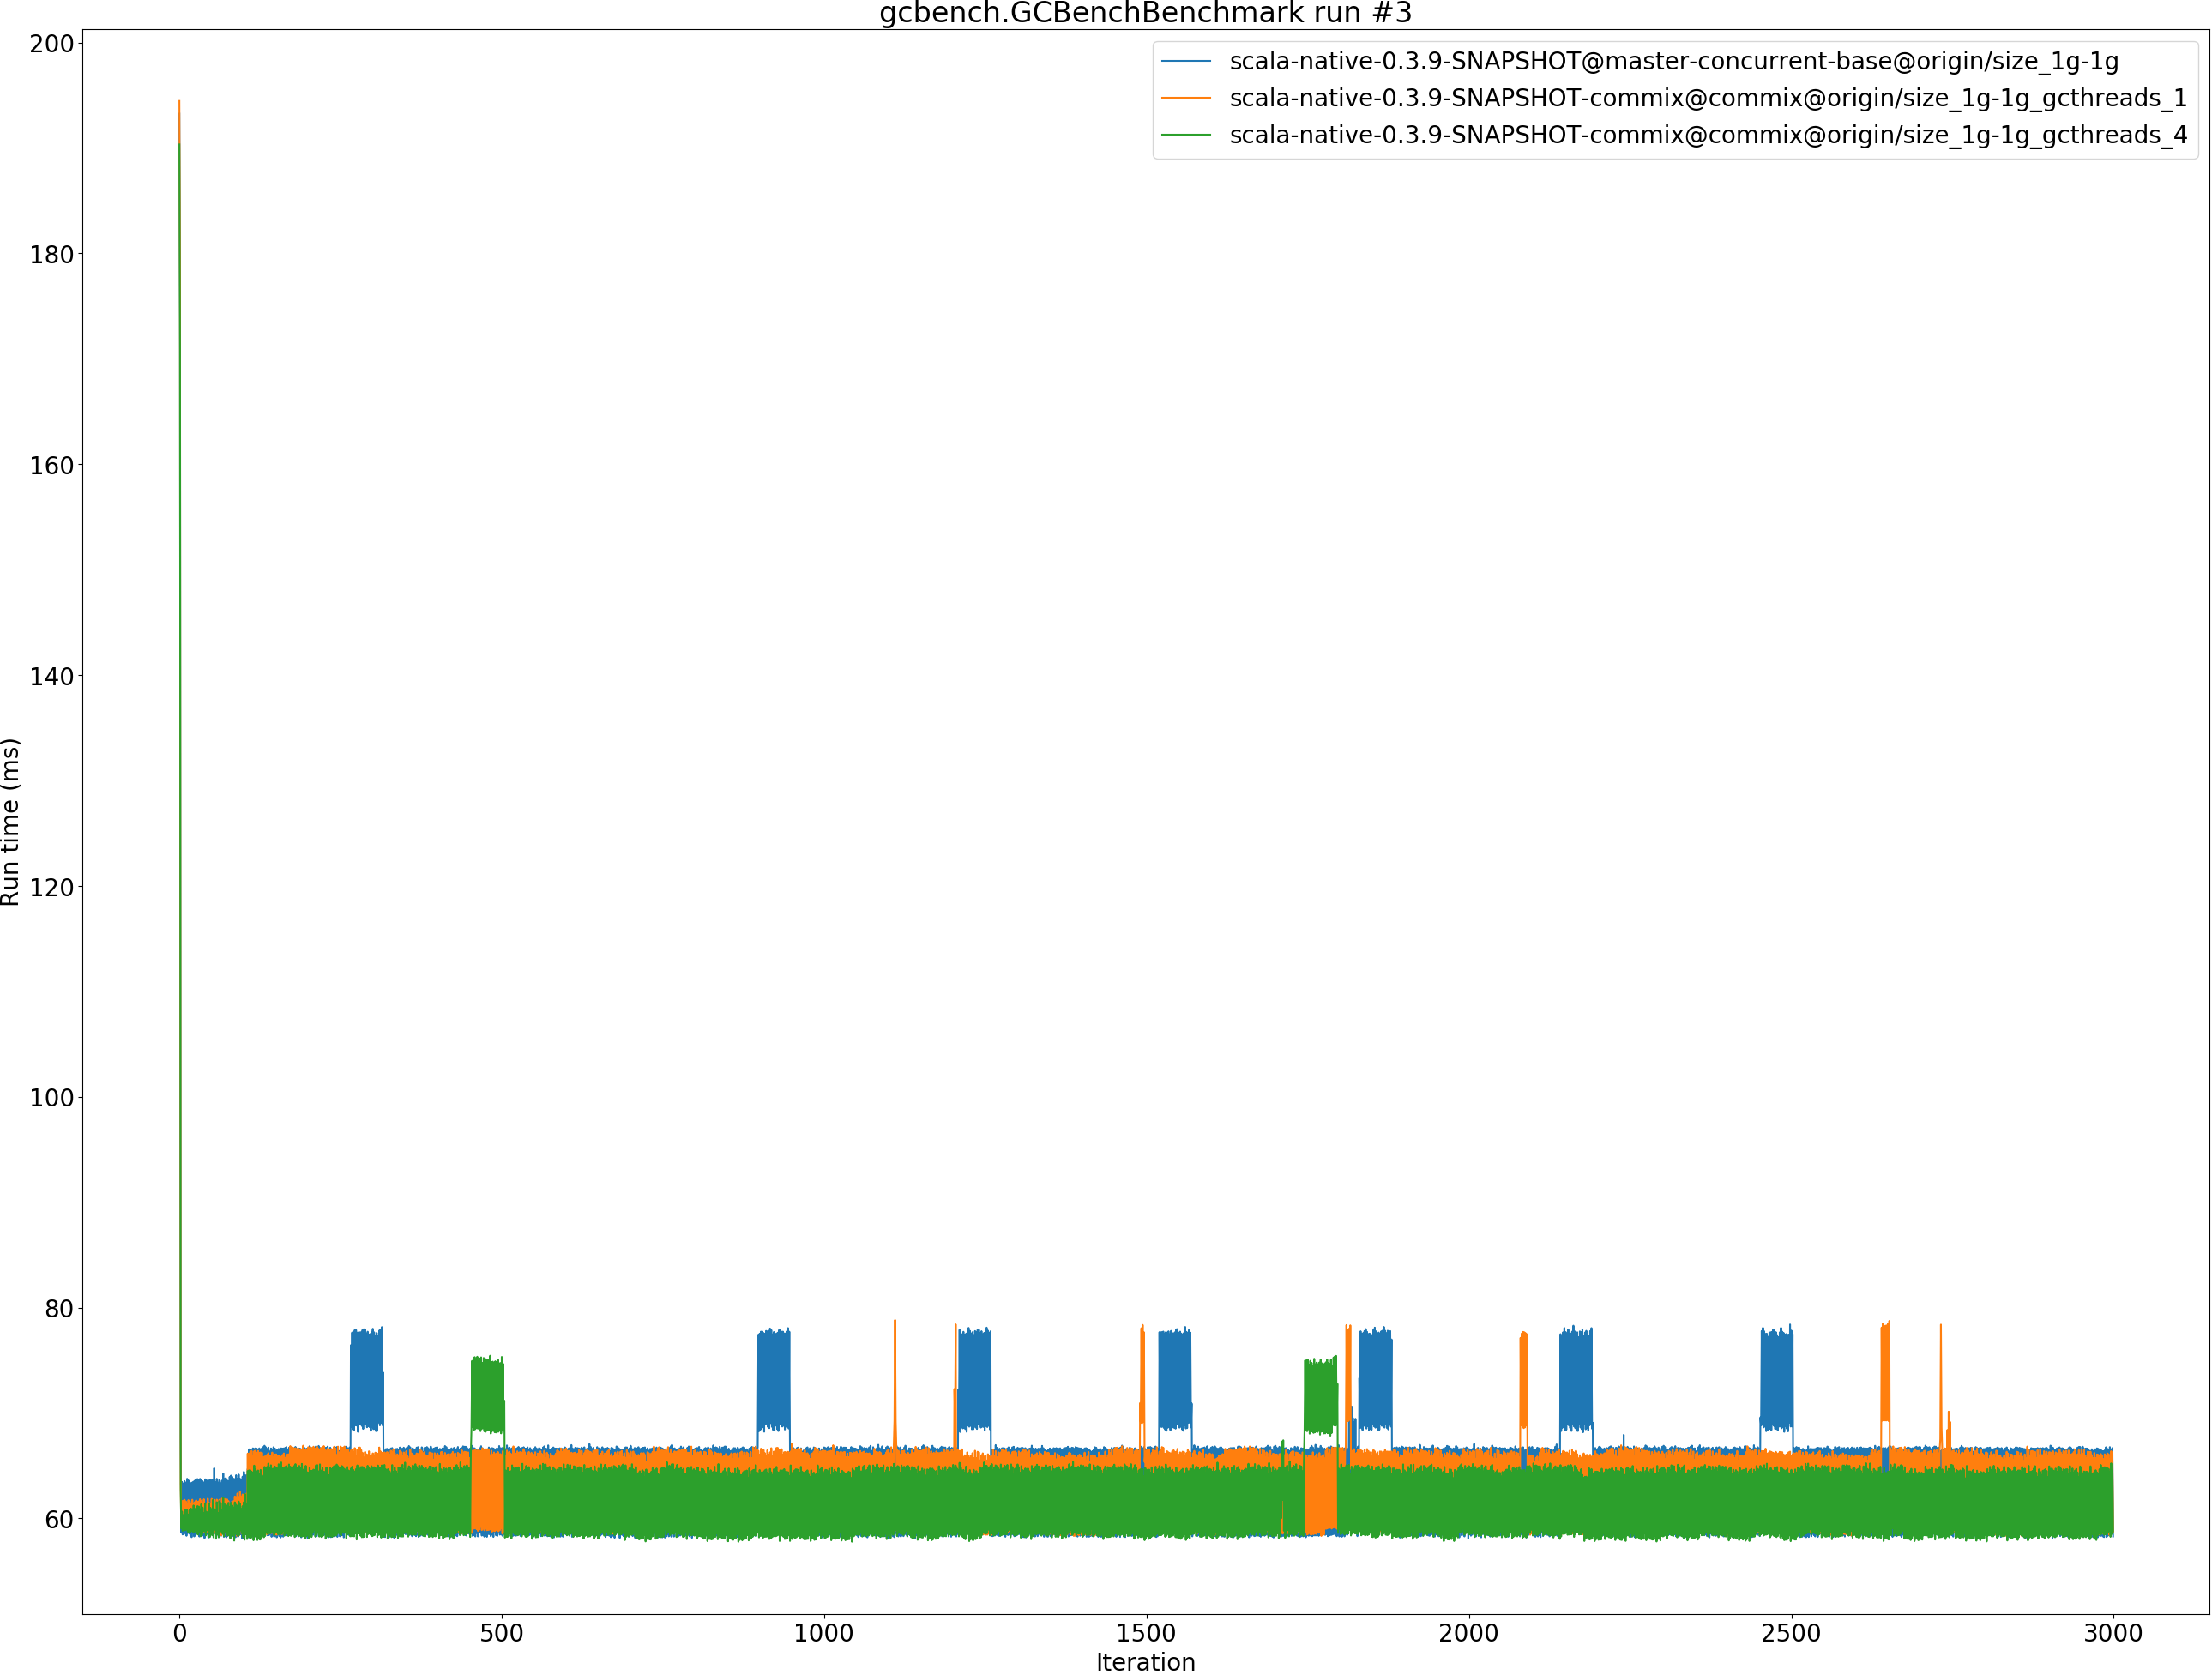 gcbench.GCBenchBenchmark run #3
scala-native-0.3.9-SNAPSHOT@master-concurrent-base@origin/size_1g-1g
scala-native-0.3.9-SNAPSHOT-commix@commix@origin/size_1g-1g_gcthreads_1
scala-native-0.3.9-SNAPSHOT-commix@commix@origin/size_1g-1g_gcthreads_4
200
180
160
140
120
100
80
60
Run time (ms)
0 500 1000 1500 2000 2500 3000
Iteration